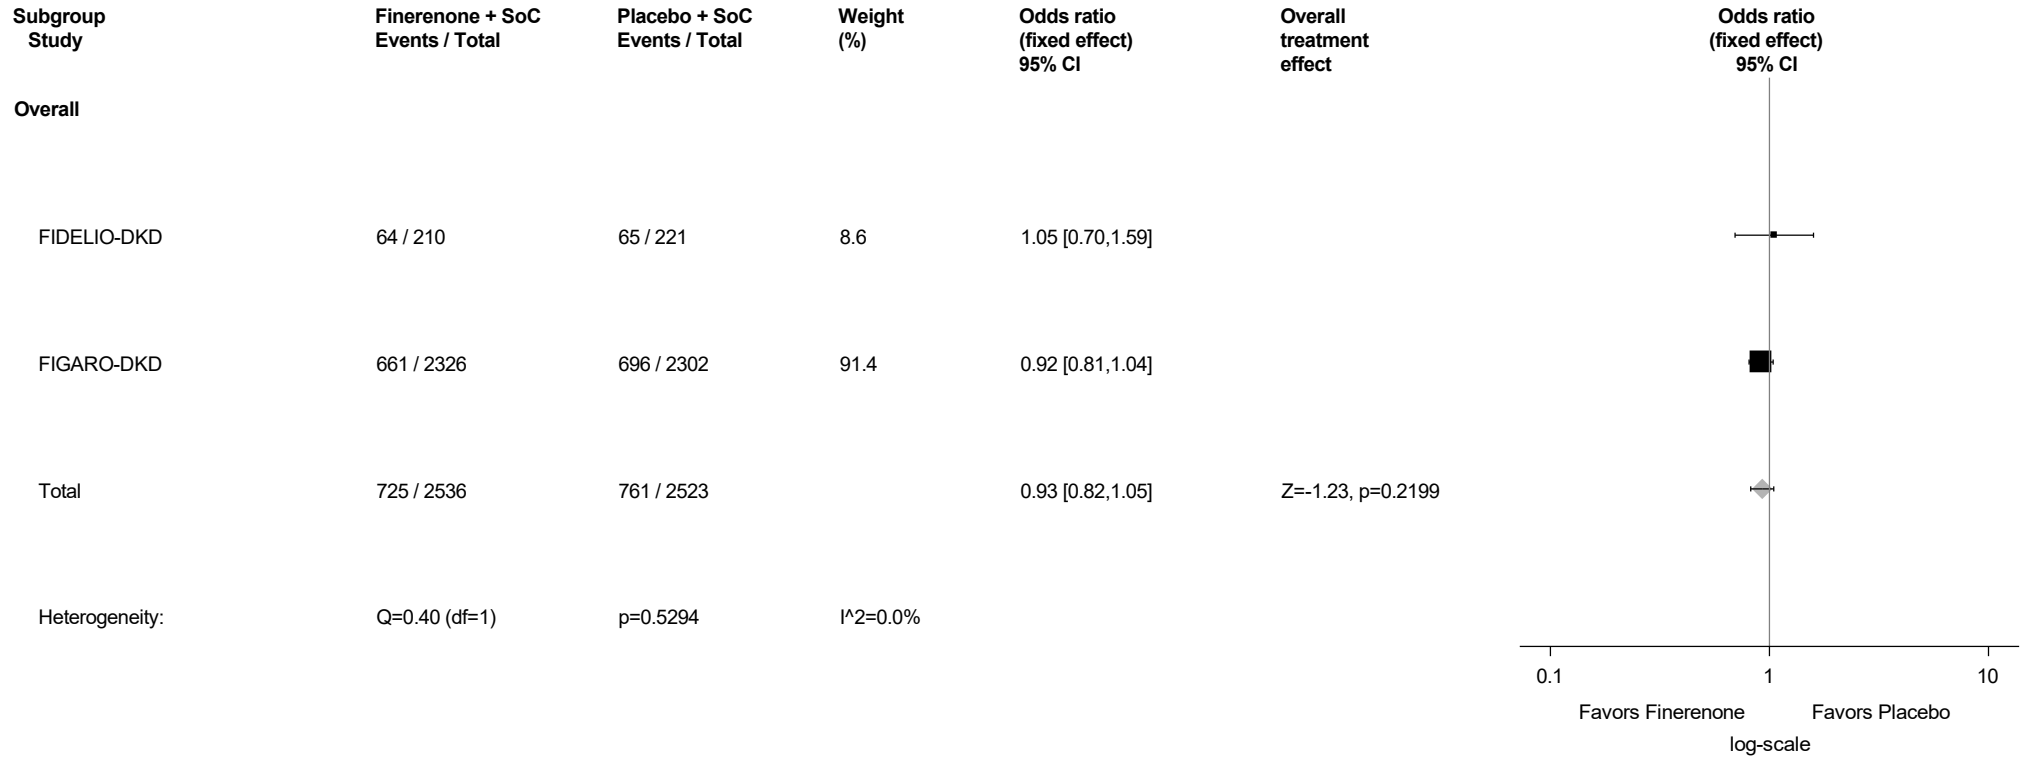 Subgroup Finerenone + SoC Placebo + SoC Weight Odds ratio Overall Odds ratio
Study Events / Total Events / Total (%) (fixed effect) treatment (fixed effect)
95% CI effect 95% CI
Overall
FIDELIO-DKD 64 / 210 65 / 221 8.6 1.05 [0.70,1.59]
FIGARO-DKD 661 / 2326 696 / 2302 91.4 0.92 [0.81,1.04]
Total 725 / 2536 761 / 2523 0.93 [0.82,1.05] Z=-1.23, p=0.2199
Heterogeneity: Q=0.40 (df=1) p=0.5294 I^2=0.0%
0.1 1 10
Favors Finerenone Favors Placebo
log-scale